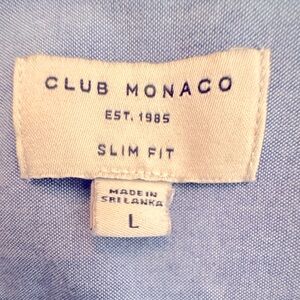 CLUB MONACO
EST. 1985
SLIM FIT
MADE IN
SRI LANKA
L